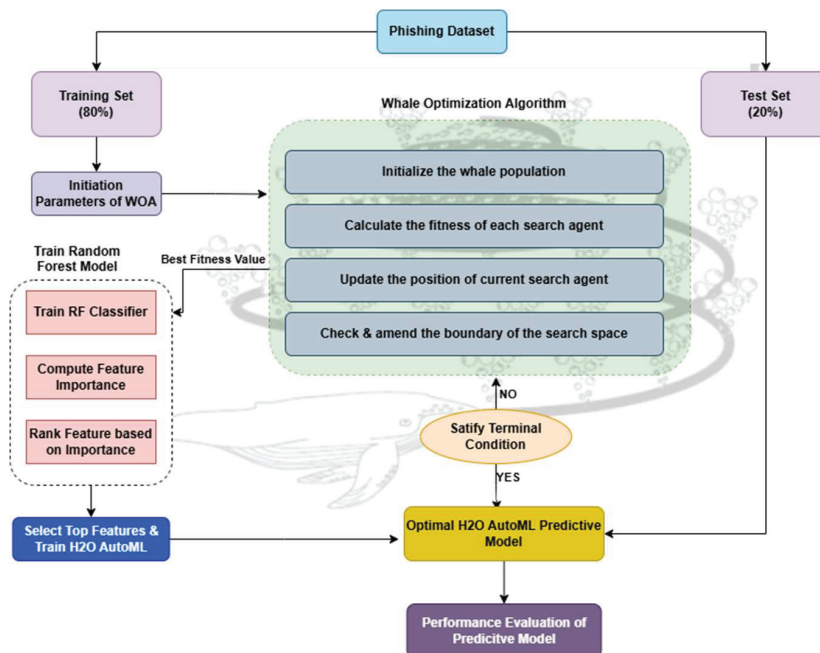 Phishing Dataset
Training Set
(80%)
Whale Optimization Algorithm
Test Set
(20%)
Initialize the whale population
Initiation
Parameters of WOA
Calculate the fitness of each search agent
Train Random
Forest Model
Best Fitness Value
Update the position of current search agent
Train RF Classifier
Check & amend the boundary of the search space
Compute Feature
Importance
NO
Rank Feature based
on Importance
Satify Terminal
Condition
YES
Select Top Features &
Train H2O AutoML
Optimal H2O AutoML Predictive
Model
Performance Evaluation of
Predicitve Model